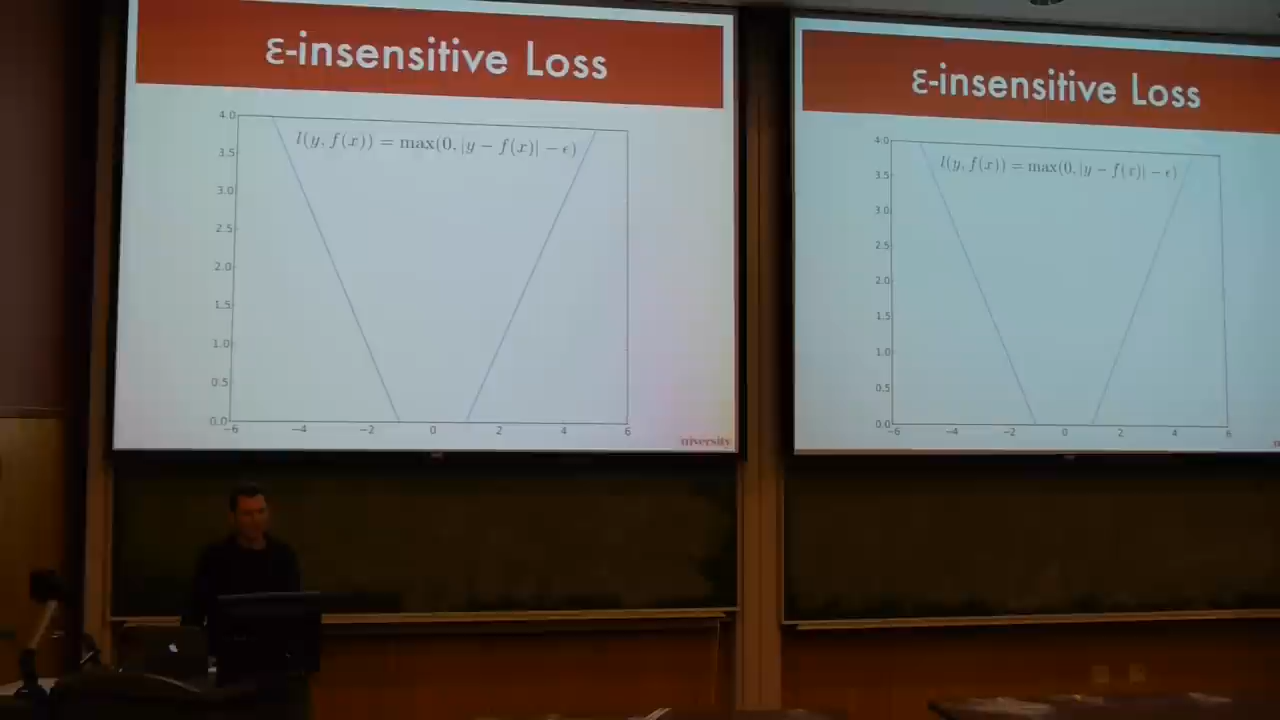 ε-insensitive Loss
4.0
l(y, f(x)) = max(0, |y − f(x)| − ϵ)
3.5
3.0
2.5
2.0
1.5
1.0
0.5
0.0
−6 −4 −2 0 2 4 6
niversity
ε-insensitive Loss
4.0
l(y, f(x)) = max(0, |y − f(x)| − ϵ)
3.5
3.0
2.5
2.0
1.5
1.0
0.5
0.0
−6 −4 −2 0 2 4 6